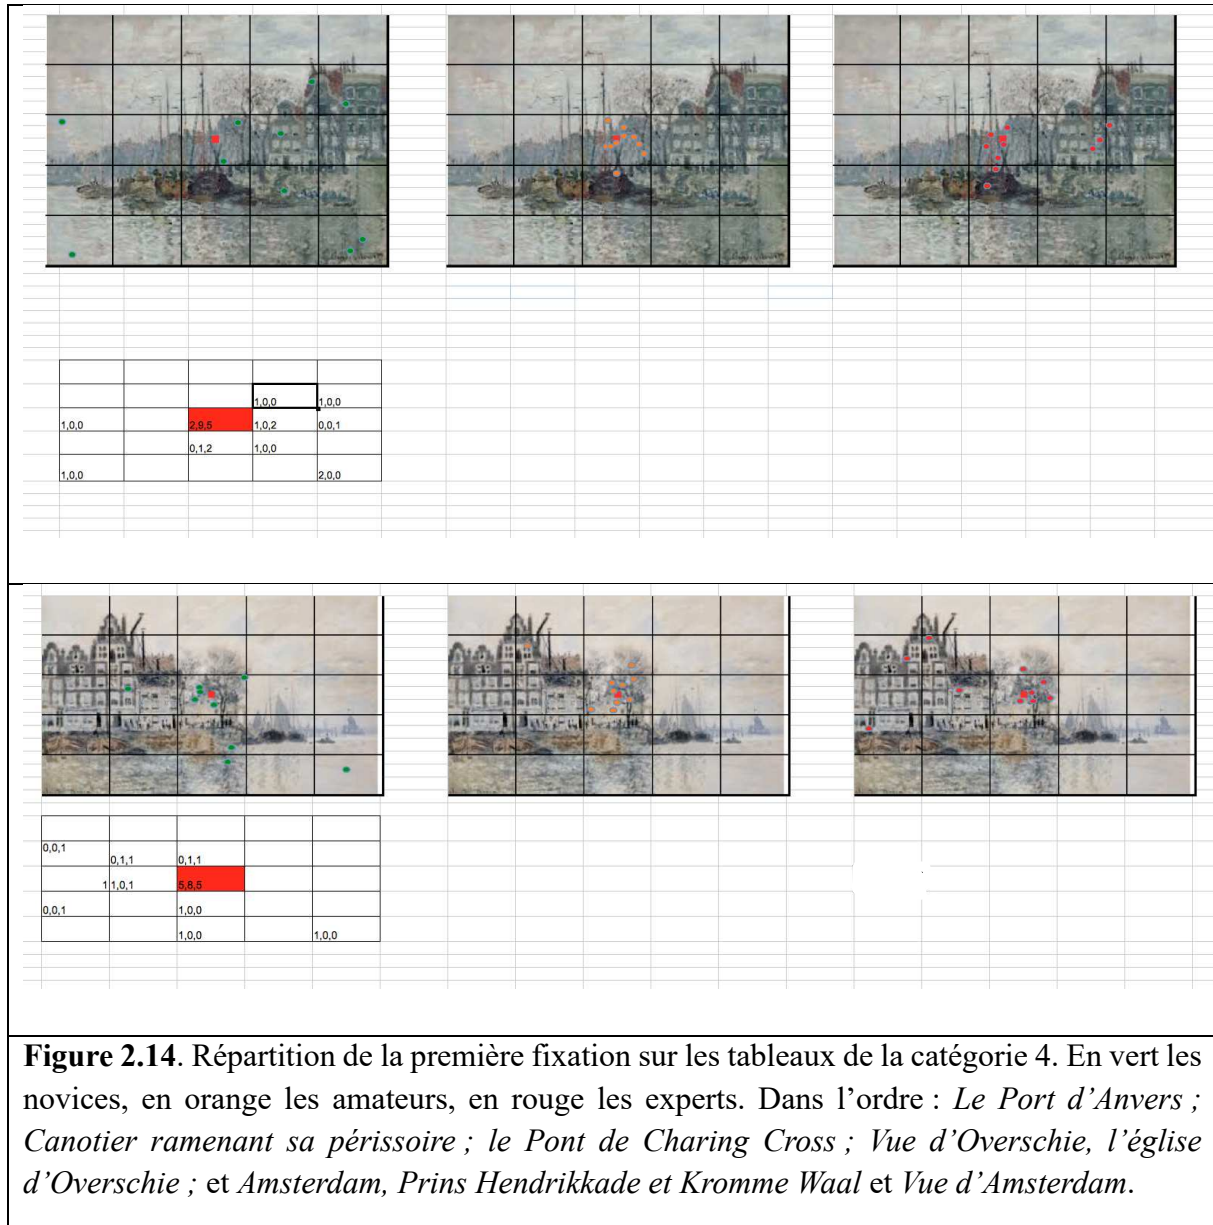 1,0,0 1,0,0
1,0,0 2,9,5 1,0,2 0,0,1
0,1,2 1,0,0
1,0,0 2,0,0
0,0,1
0,1,1 0,1,1
1 1,0,1 5,8,5
0,0,1 1,0,0
1,0,0 1,0,0
Figure 2.14. Répartition de la première fixation sur les tableaux de la catégorie 4. En vert les
novices, en orange les amateurs, en rouge les experts. Dans l’ordre : Le Port d’Anvers ;
Canotier ramenant sa périssoire ; le Pont de Charing Cross ; Vue d’Overschie, l’église
d’Overschie ; et Amsterdam, Prins Hendrikkade et Kromme Waal et Vue d’Amsterdam.